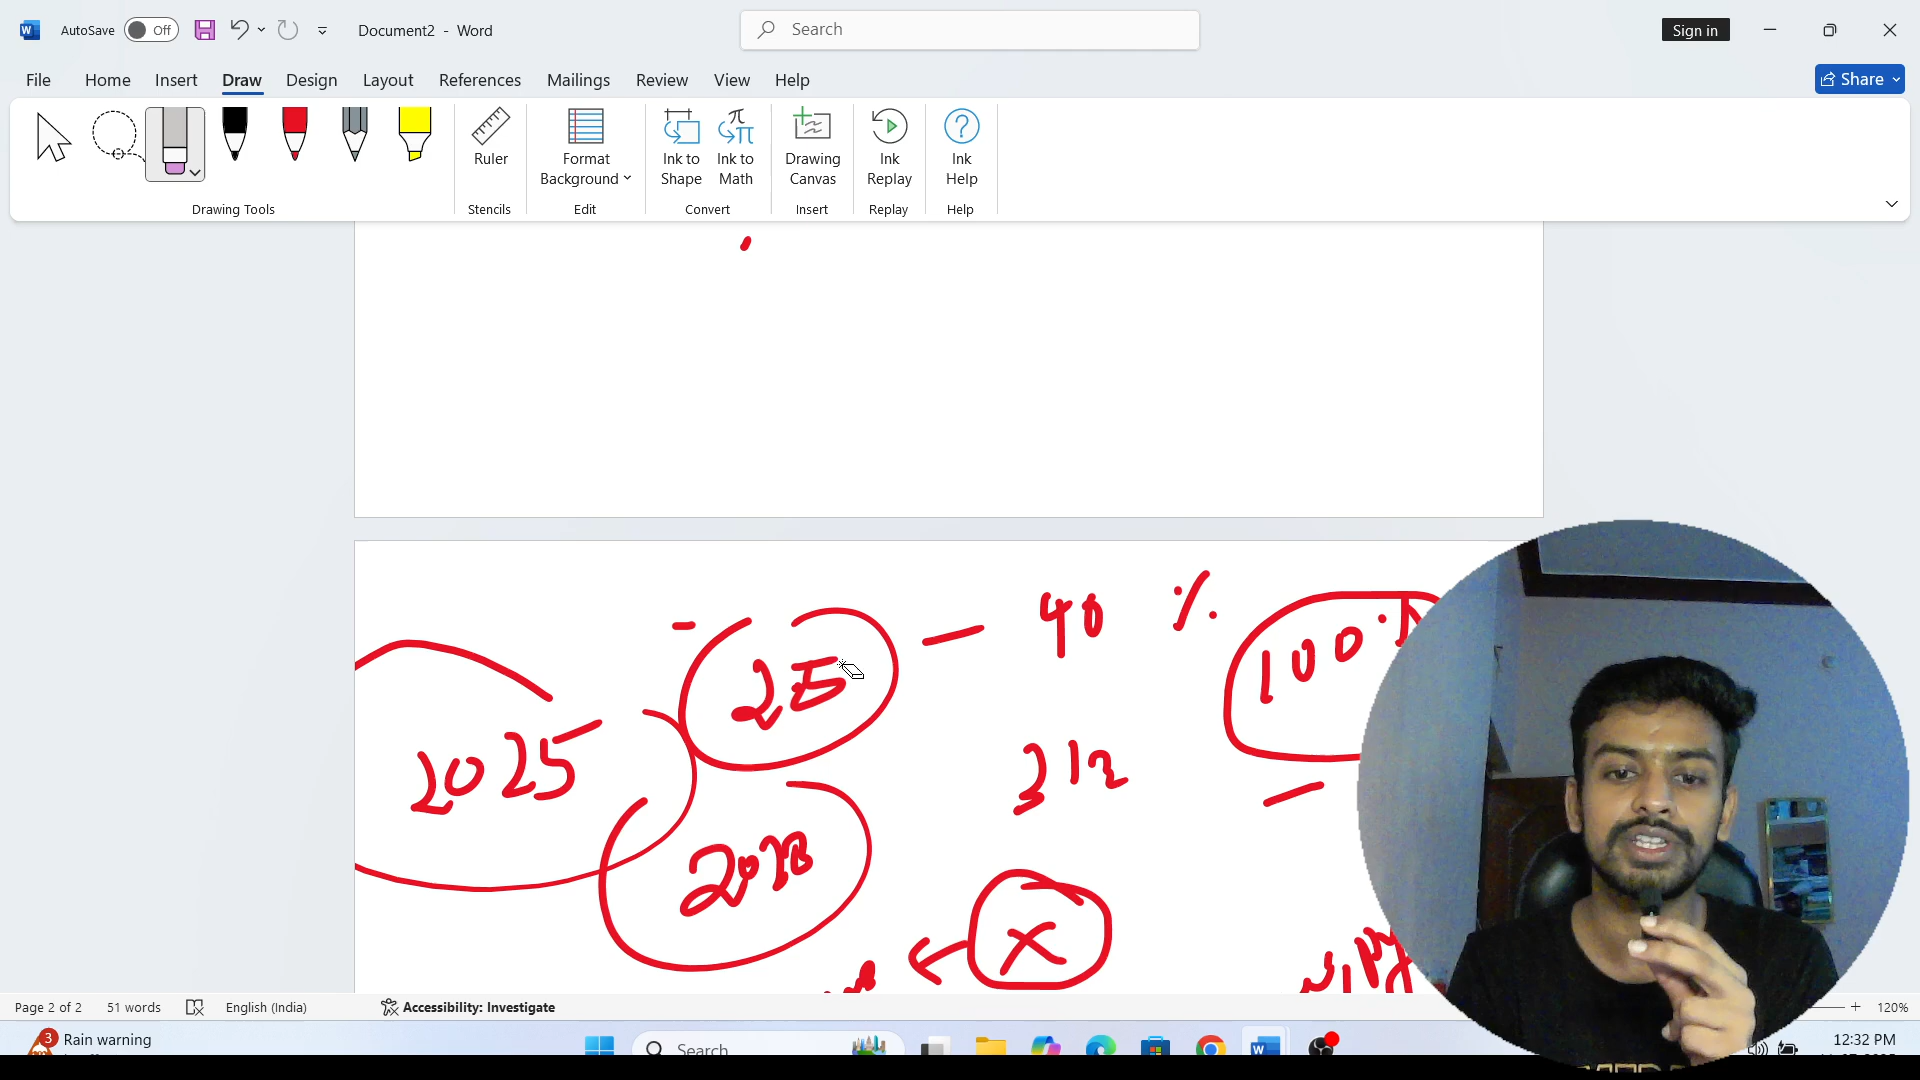 AutoSave Off Document2 - Word Search Sign in
File Home Insert Draw Design Layout References Mailings Review View Help Share
Ruler Format Background Ink to Shape Ink to Math Drawing Canvas Ink Replay Ink Help
Drawing Tools Stencils Edit Convert Insert Replay Help
- 25 — 40 % 100%
2025 312
X
Page 2 of 2 51 words English (India) Accessibility: Investigate + 120%
3 Rain warning Search 12:32 PM